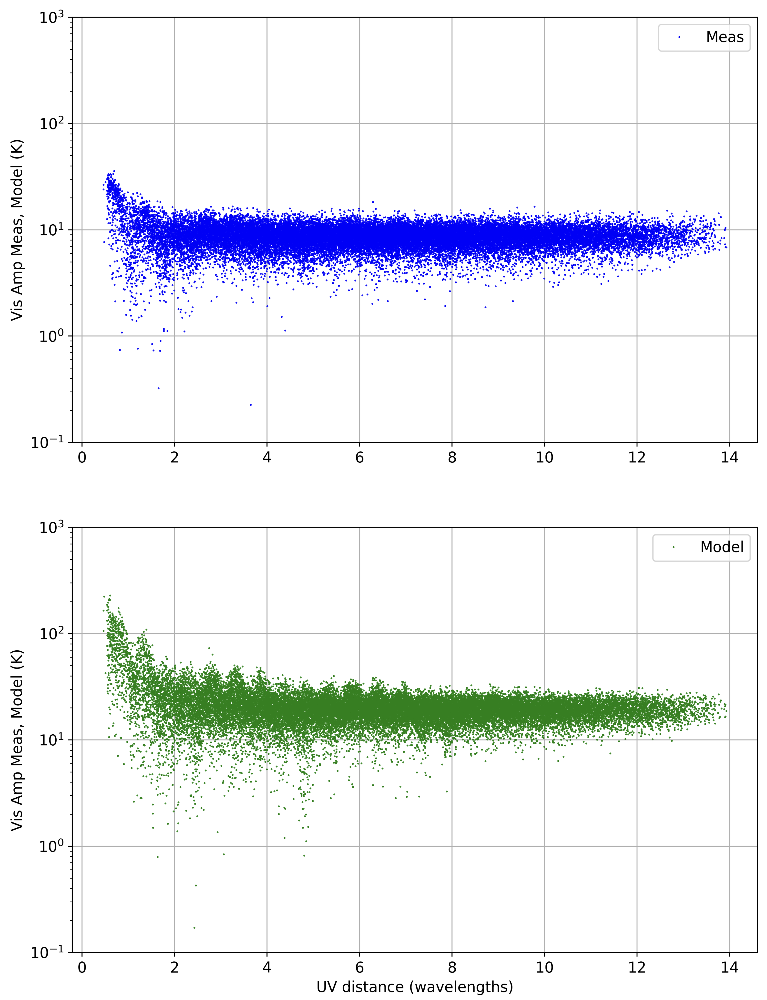 Vis Amp Meas, Model (K)
10³
10²
10¹
10⁰
10⁻¹
Meas
0 2 4 6 8 10 12 14
Vis Amp Meas, Model (K)
10³
10²
10¹
10⁰
10⁻¹
Model
0 2 4 6 8 10 12 14
UV distance (wavelengths)